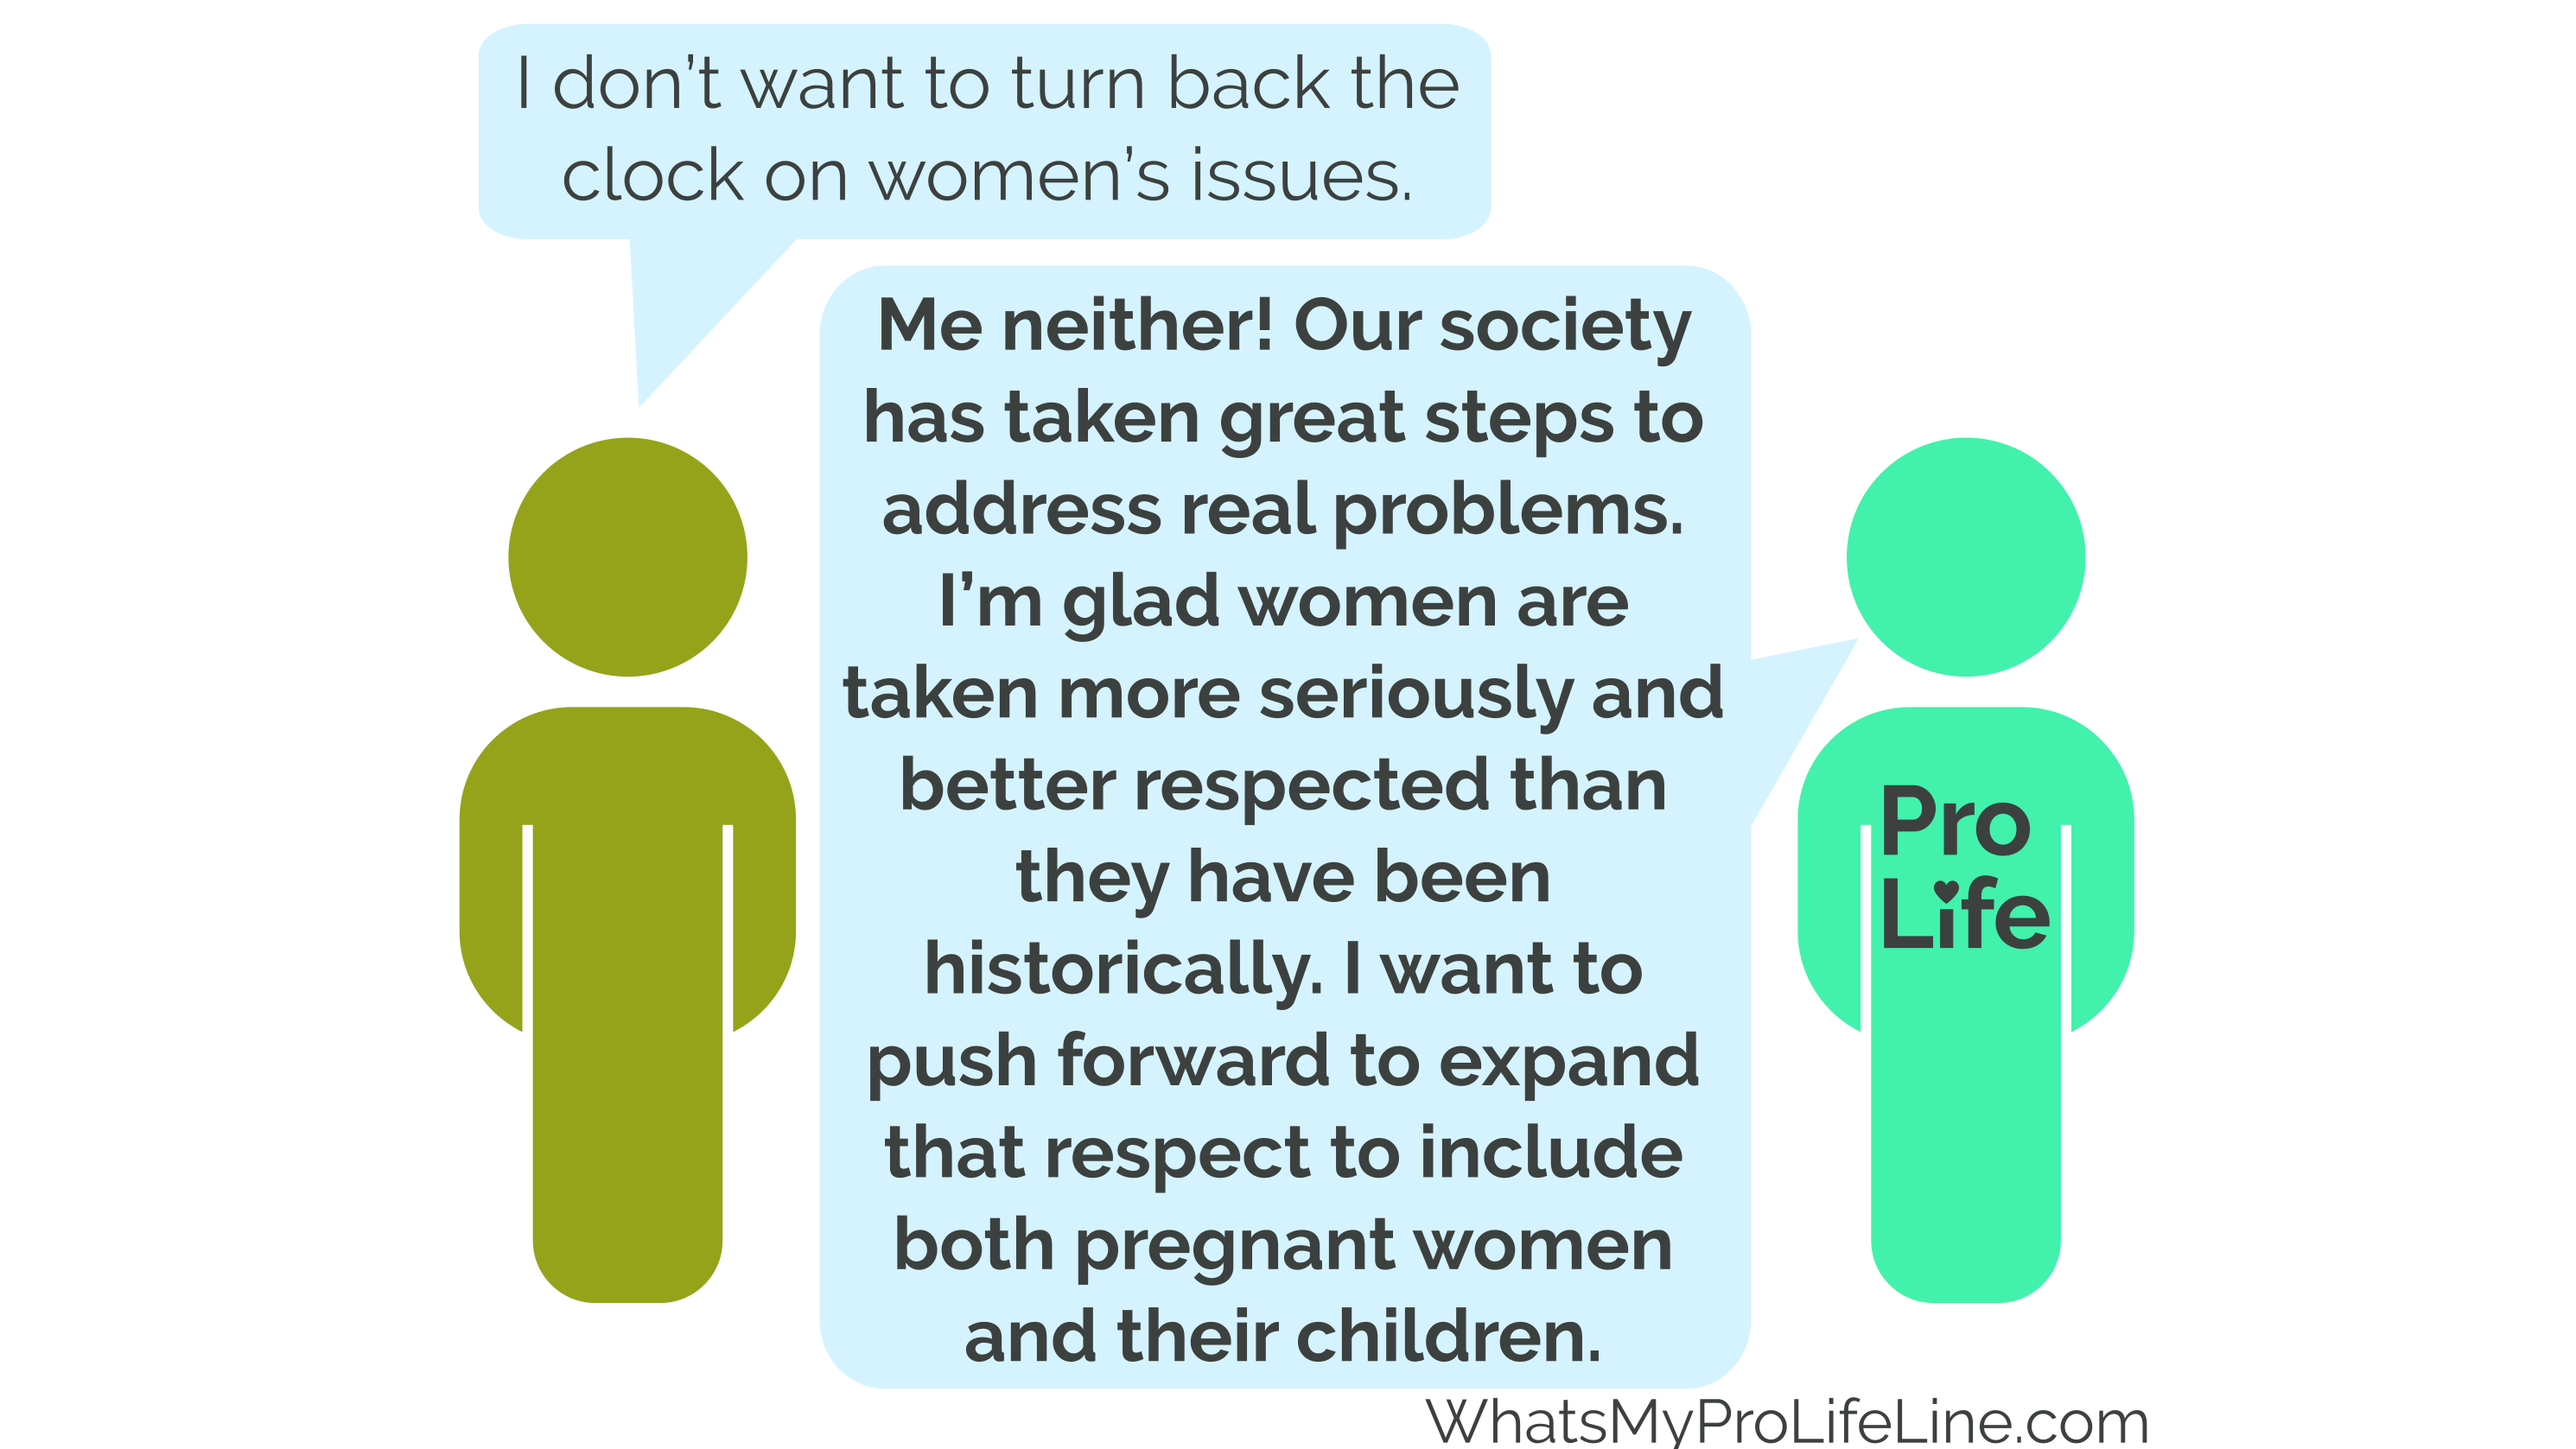 I don’t want to turn back the
clock on women’s issues.
Me neither! Our society
has taken great steps to
address real problems.
I’m glad women are
taken more seriously and
better respected than
they have been
historically. I want to
push forward to expand
that respect to include
both pregnant women
and their children.
Pro
Life
WhatsMyProLifeLine.com